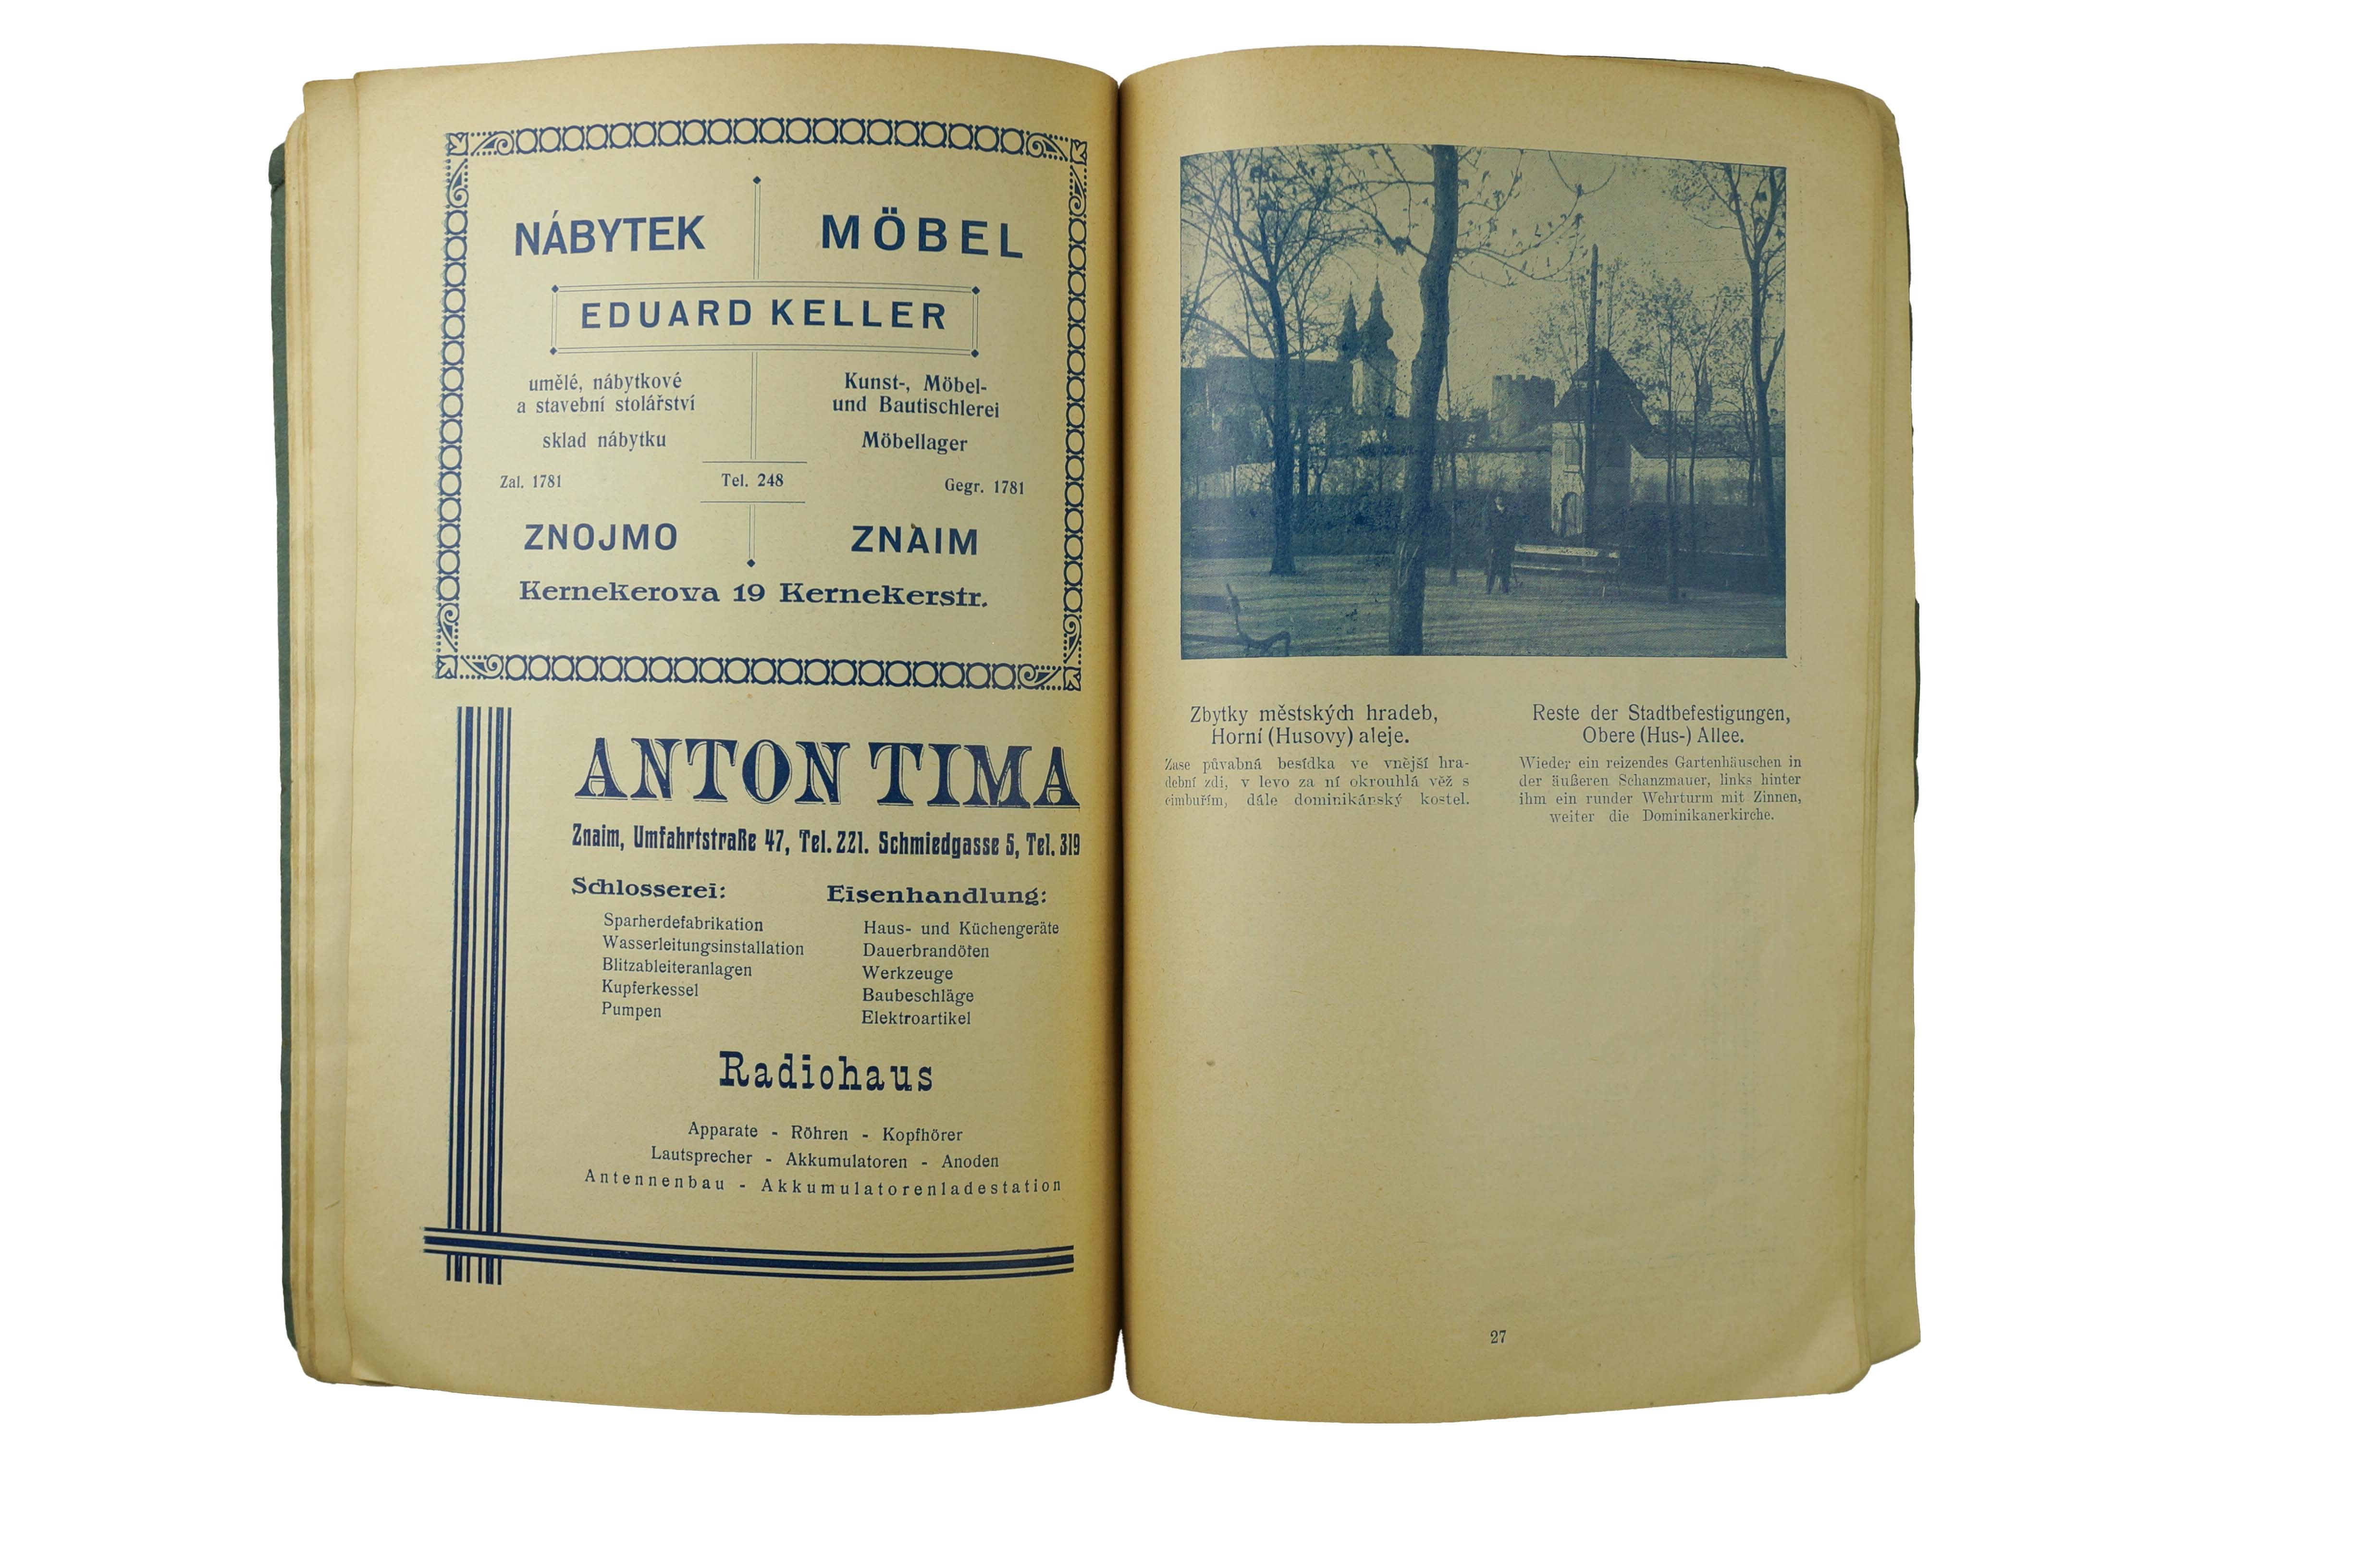 NÁBYTEK
MÖBEL
EDUARD KELLER
umělé, nábytkové
a stavební stolářství
sklad nábytku
Kunst-, Möbel-
und Bautischlerei
Möbellager
Zal. 1781
Tel. 248
Gegr. 1781
ZNOJMO
ZNAIM
Kernekerova 19 Kernekerstr.
ANTON TIMA
Znaim, Umfahrtstraße 47, Tel. 221. Schmiedgasse 5, Tel. 319
Schlosserei:
Sparherdefabrikation
Wasserleitungsinstallation
Blitzableiteranlagen
Kupferkessel
Pumpen
Eisenhandlung:
Haus- und Küchengeräte
Dauerbrandöfen
Werkzeuge
Baubeschläge
Elektroartikel
Radiohaus
Apparate - Röhren - Kopfhörer
Lautsprecher - Akkumulatoren - Anoden
Antennenbau - Akkumulatorenladestation
Zbytky městských hradeb,
Horní (Husovy) aleje.
Zase půvabná besídka ve vnější hra-
dební zdi, v levo za ní okrouhlá věž s
cimbuřím, dále dominikánský kostel.
Reste der Stadtbefestigungen,
Obere (Hus-) Allee.
Wieder ein reizendes Gartenhäuschen in
der äußeren Schanzmauer, links hinter
ihm ein runder Wehrturm mit Zinnen,
weiter die Dominikanerkirche.
27